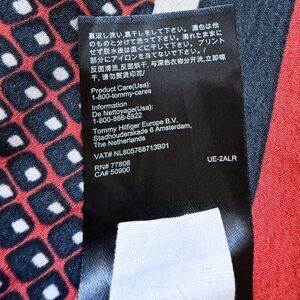 裏返し洗い,裏干しをして下さい。濃色は他
のものと分けて洗って下さい。濡れたままに
せず脱水後は直ぐに干して下さい。プリント
部分にアイロンを当てないで下さい。/
反面清洗,反面烘干,与深色衣物分开洗,立即晾
干,请勿熨烫印花/
Product Care(Usa):
1-800-tommy-cares
Information
De Nettoyage(Usa):
1-800-866-6922
Tommy Hilfiger Europe B.V.
Stadhouderskade 6 Amsterdam,
The Netherlands
VAT# NL805768713B01
RN# 77806
CA# 50900
UE-2ALR